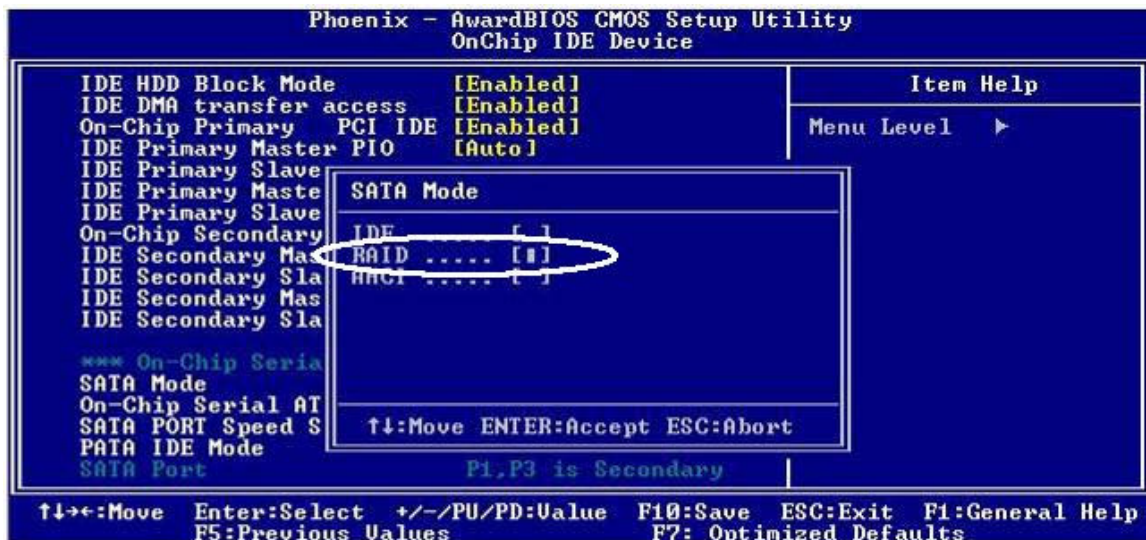 Phoenix - AwardBIOS CMOS Setup Utility
OnChip IDE Device
IDE HDD Block Mode [Enabled]
IDE DMA transfer access [Enabled]
On-Chip Primary PCI IDE [Enabled]
IDE Primary Master PIO [Auto]
IDE Primary Slave
IDE Primary Maste
IDE Primary Slave
On-Chip Secondary
IDE Secondary Mas
IDE Secondary Sla
IDE Secondary Mas
IDE Secondary Sla
*** On-Chip Seria
SATA Mode
On-Chip Serial AT
SATA PORT Speed S
PATA IDE Mode
SATA Port P1,P3 is Secondary
SATA Mode
IDE ..... [ ]
RAID ..... [▮]
AHCI ..... [ ]
↑↓:Move ENTER:Accept ESC:Abort
Item Help
Menu Level ►
↑↓→←:Move Enter:Select +/-/PU/PD:Value F10:Save ESC:Exit F1:General Help
F5:Previous Values F7: Optimized Defaults